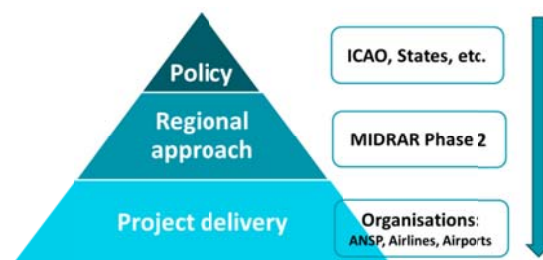 Policy
ICAO, States, etc.
Regional
approach
MIDRAR Phase 2
Project delivery
Organisations:
ANSP, Airlines, Airports